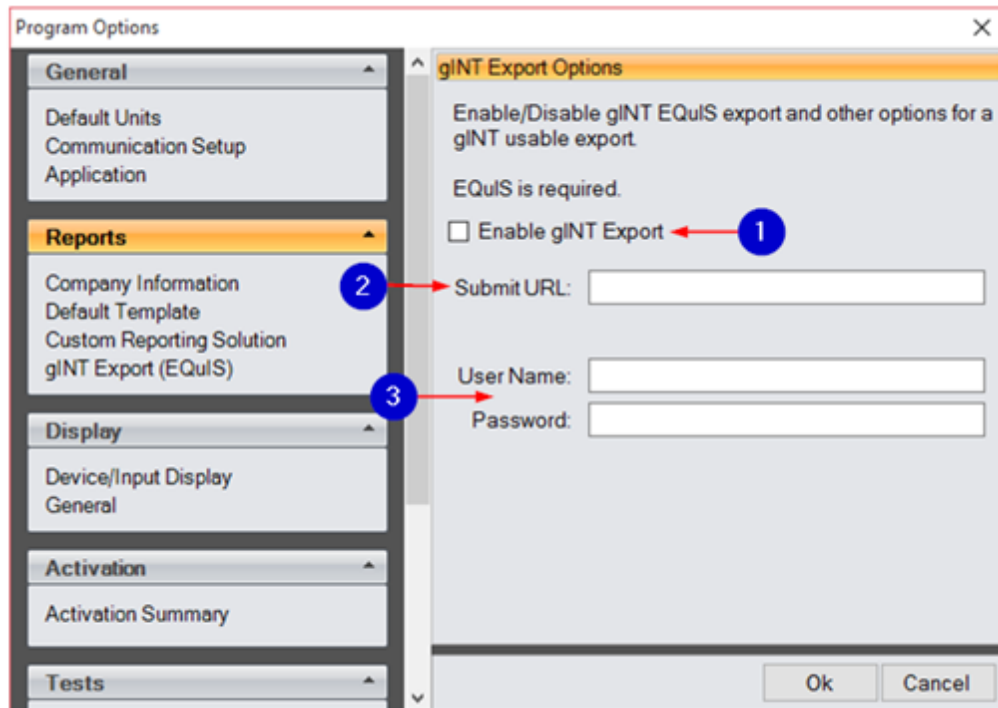 Program Options
General
Default Units
Communication Setup
Application
Reports
Company Information
Default Template
Custom Reporting Solution
gINT Export (EQuIS)
Display
Device/Input Display
General
Activation
Activation Summary
Tests
gINT Export Options
Enable/Disable gINT EQuIS export and other options for a
gINT usable export.
EQuIS is required.
Enable gINT Export
1
2
Submit URL:
User Name:
3
Password:
Ok
Cancel